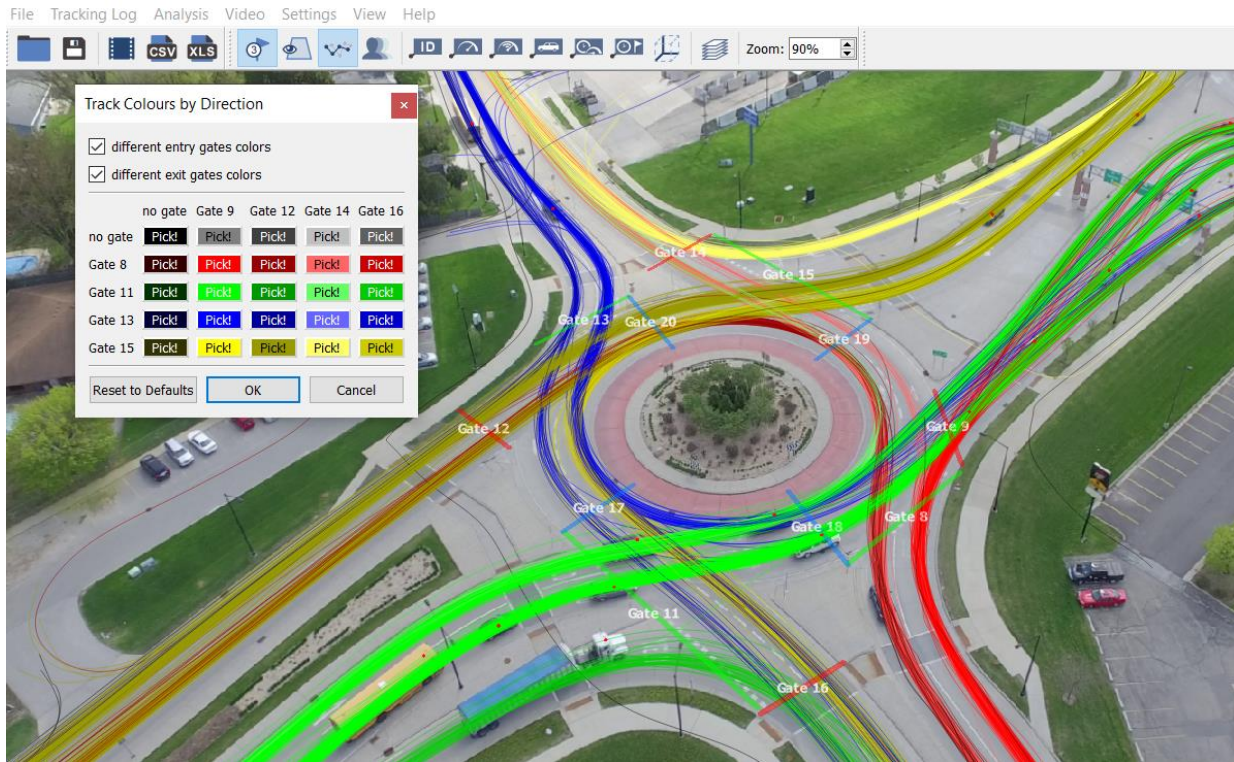 File Tracking Log Analysis Video Settings View Help
3 CSV XLS ID Zoom: 90%
Track Colours by Direction
different entry gates colors
different exit gates colors
no gate Gate 9 Gate 12 Gate 14 Gate 16
no gate Pick! Pick! Pick! Pick! Pick!
Gate 8 Pick! Pick! Pick! Pick! Pick!
Gate 11 Pick! Pick! Pick! Pick! Pick!
Gate 13 Pick! Pick! Pick! Pick! Pick!
Gate 15 Pick! Pick! Pick! Pick! Pick!
Reset to Defaults OK Cancel
Gate 14
Gate 15
Gate 13
Gate 20
Gate 19
Gate 12
Gate 9
Gate 17
Gate 8
Gate 18
Gate 11
Gate 16